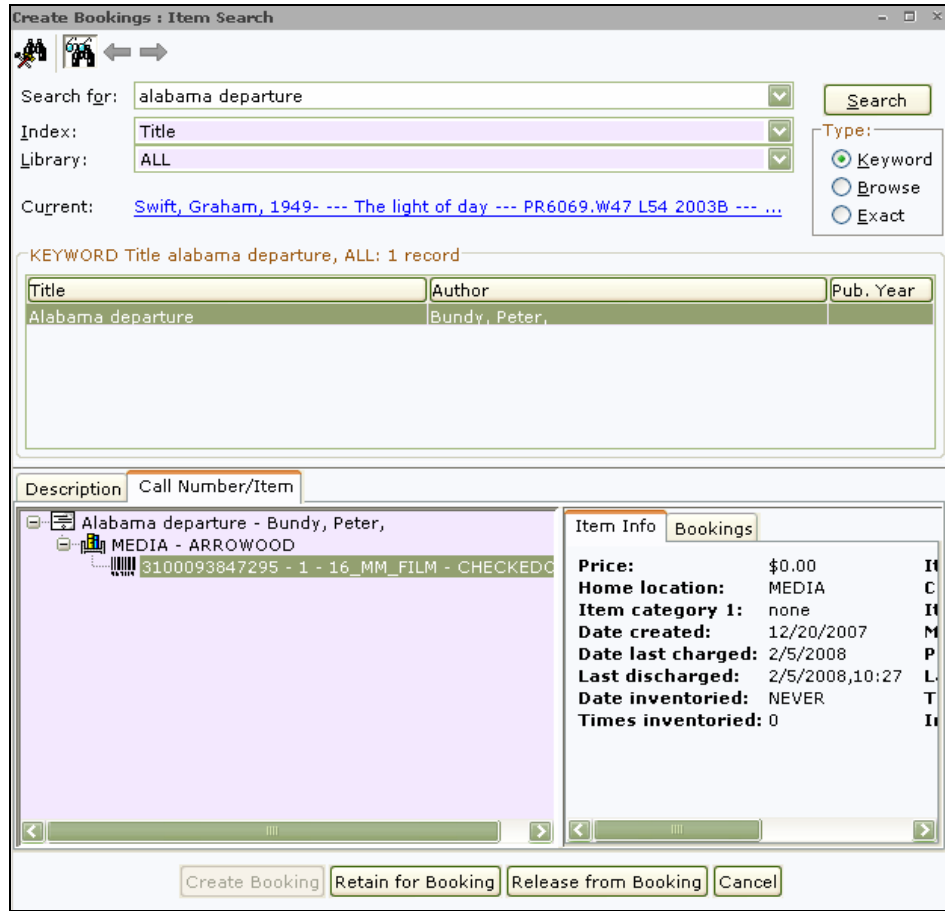 Create Bookings : Item Search
Search for: alabama departure Search
Index: Title Type:
Library: ALL Keyword
Browse
Current: Swift, Graham, 1949- --- The light of day --- PR6069.W47 L54 2003B --- ... Exact
KEYWORD Title alabama departure, ALL: 1 record
Title Author Pub. Year
Alabama departure Bundy, Peter,
Description Call Number/Item
Alabama departure - Bundy, Peter,
MEDIA - ARROWOOD
3100093847295 - 1 - 16_MM_FILM - CHECKEDO
Item Info Bookings
Price: $0.00 It
Home location: MEDIA C
Item category 1: none It
Date created: 12/20/2007 M
Date last charged: 2/5/2008 P
Last discharged: 2/5/2008,10:27 L
Date inventoried: NEVER T
Times inventoried: 0 In
Create Booking Retain for Booking Release from Booking Cancel